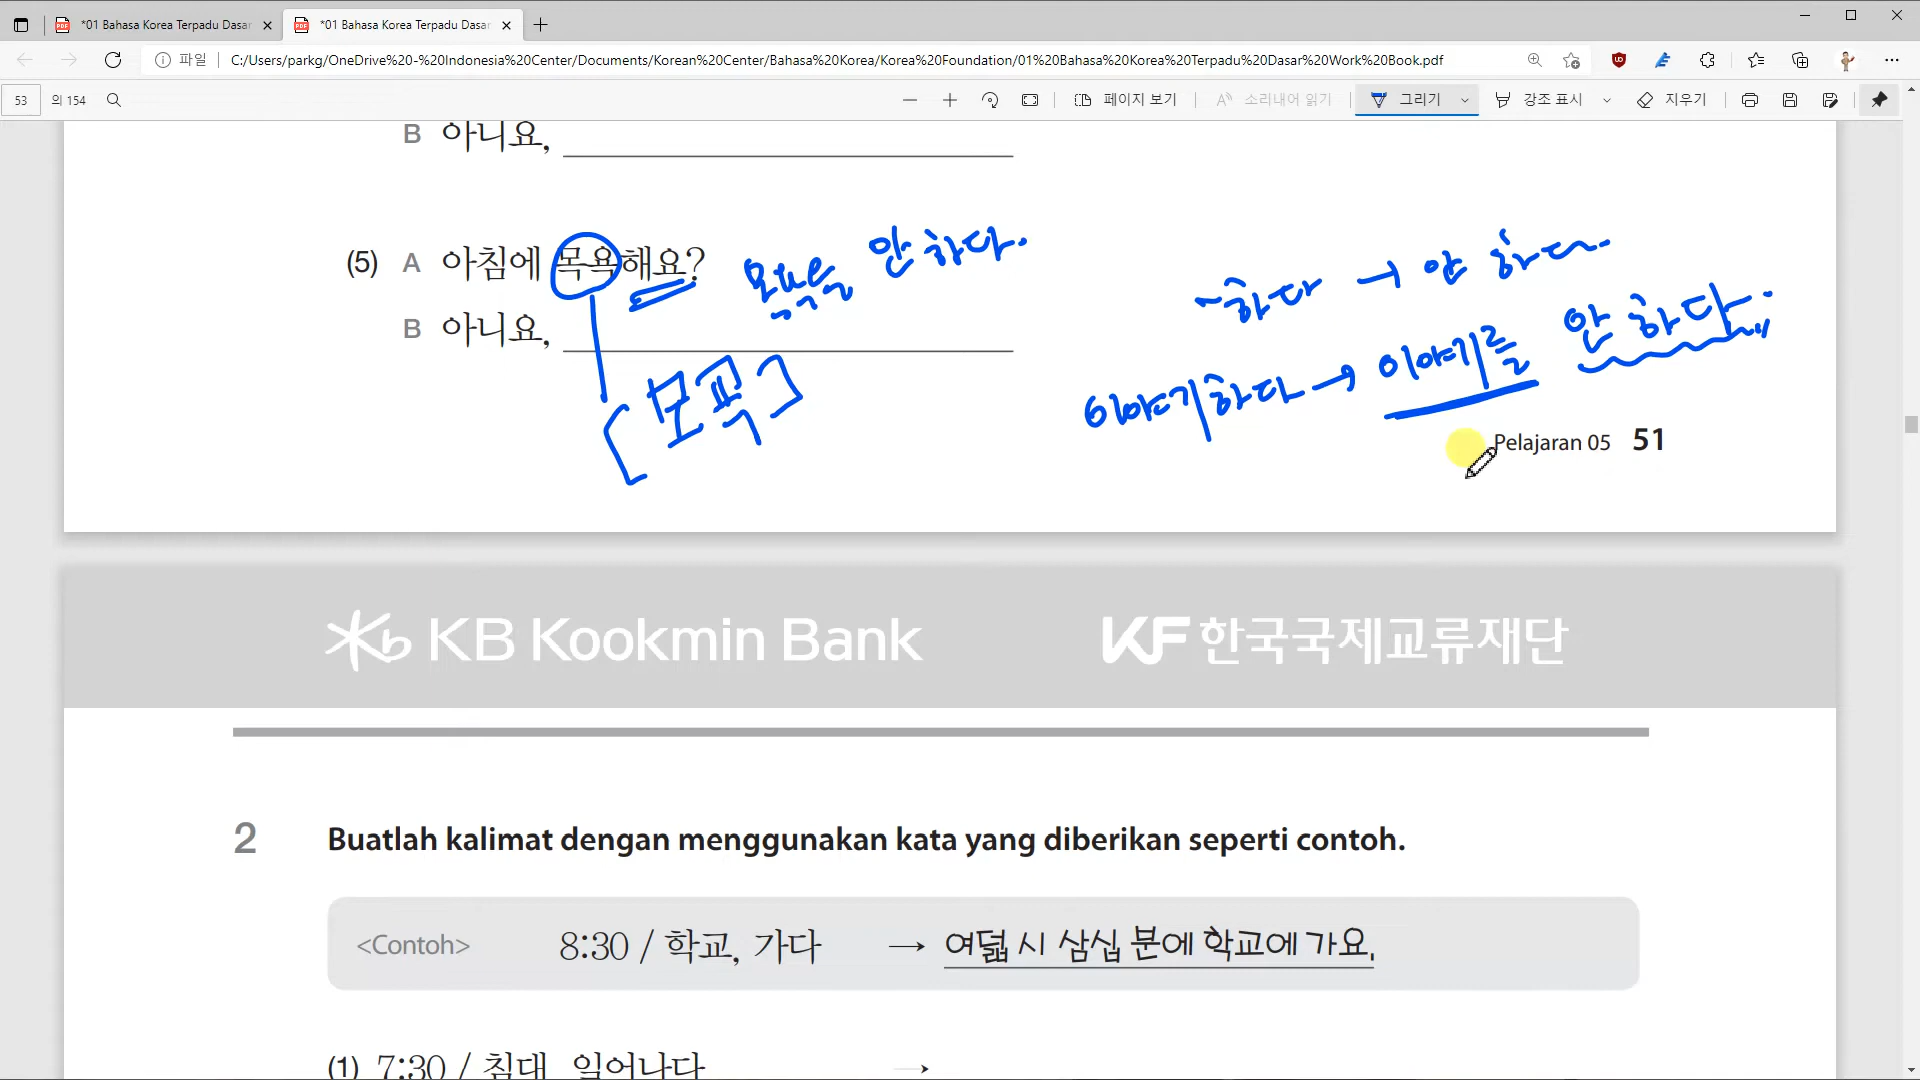 *01 Bahasa Korea Terpadu Dasar
*01 Bahasa Korea Terpadu Dasar
파일
C:/Users/parkg/OneDrive%20-%20Indonesia%20Center/Documents/Korean%20Center/Bahasa%20Korea/Korea%20Foundation/01%20Bahasa%20Korea%20Terpadu%20Dasar%20Work%20Book.pdf
53 의 154
페이지 보기
소리내어 읽기
그리기
강조 표시
지우기
B 아니요,
(5) A 아침에 목욕해요?
안 하다.
B 아니요,
[모굑]
~하다 → 안 하다.
이야기하다 → 이야기를 안 하다.
Pelajaran 05 51
KB Kookmin Bank
KF 한국국제교류재단
2 Buatlah kalimat dengan menggunakan kata yang diberikan seperti contoh.
<Contoh> 8:30 / 학교, 가다 → 여덟 시 삼십 분에 학교에 가요.
(1) 7:30 / 침대 일어나다 →